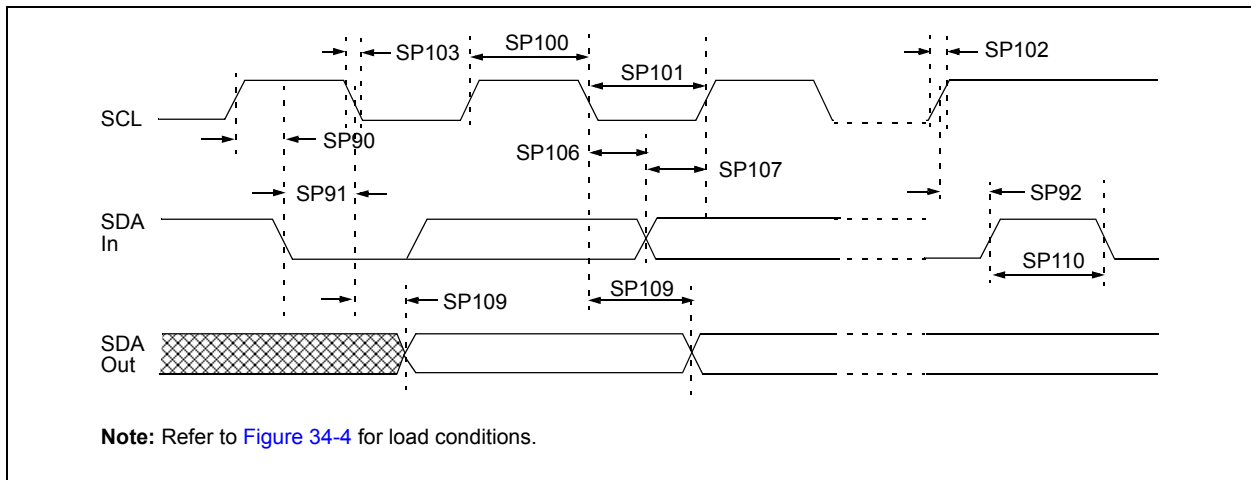 SP103
SP100
SP101
SP102
SCL
SP90
SP106
SP107
SP91
SP92
SDA
In
SP110
SP109
SP109
SDA
Out
Note: Refer to Figure 34-4 for load conditions.